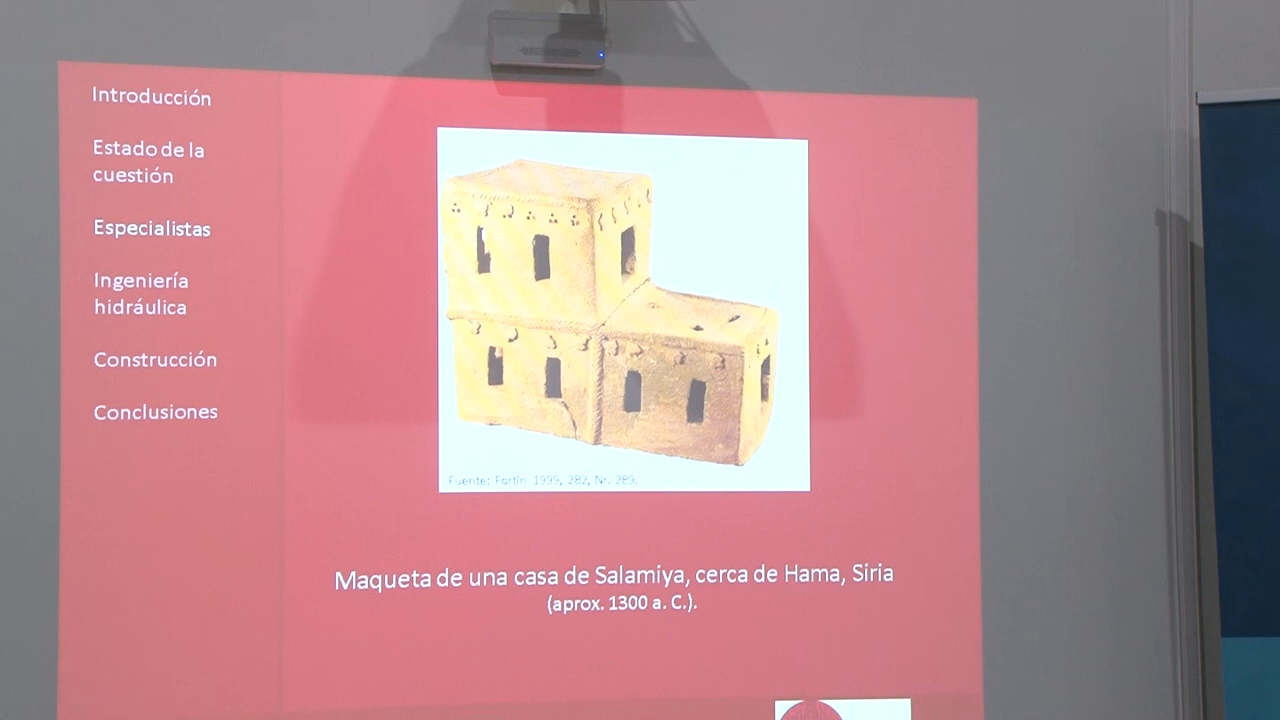 Introducción
Estado de la
cuestión
Especialistas
Ingeniería
hidráulica
Construcción
Conclusiones
Fuente: Fortin 1999, 282, Nr. 289.
Maqueta de una casa de Salamiya, cerca de Hama, Siria
(aprox. 1300 a. C.).